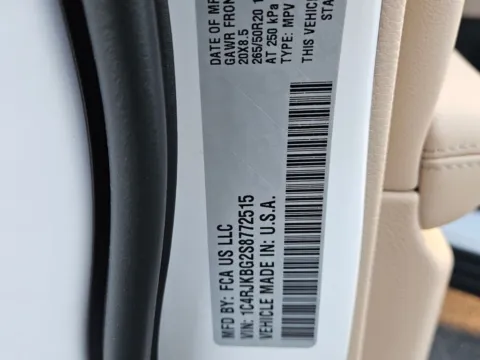 DATE OF MF
GAWR FRON
20X8.5
265/50R20 1
AT 250 kPa
TYPE: MPV
THIS VEHIC
STA
MFD BY: FCA US LLC
VIN: 1C4RJKBG2S8772515
VEHICLE MADE IN: U.S.A.